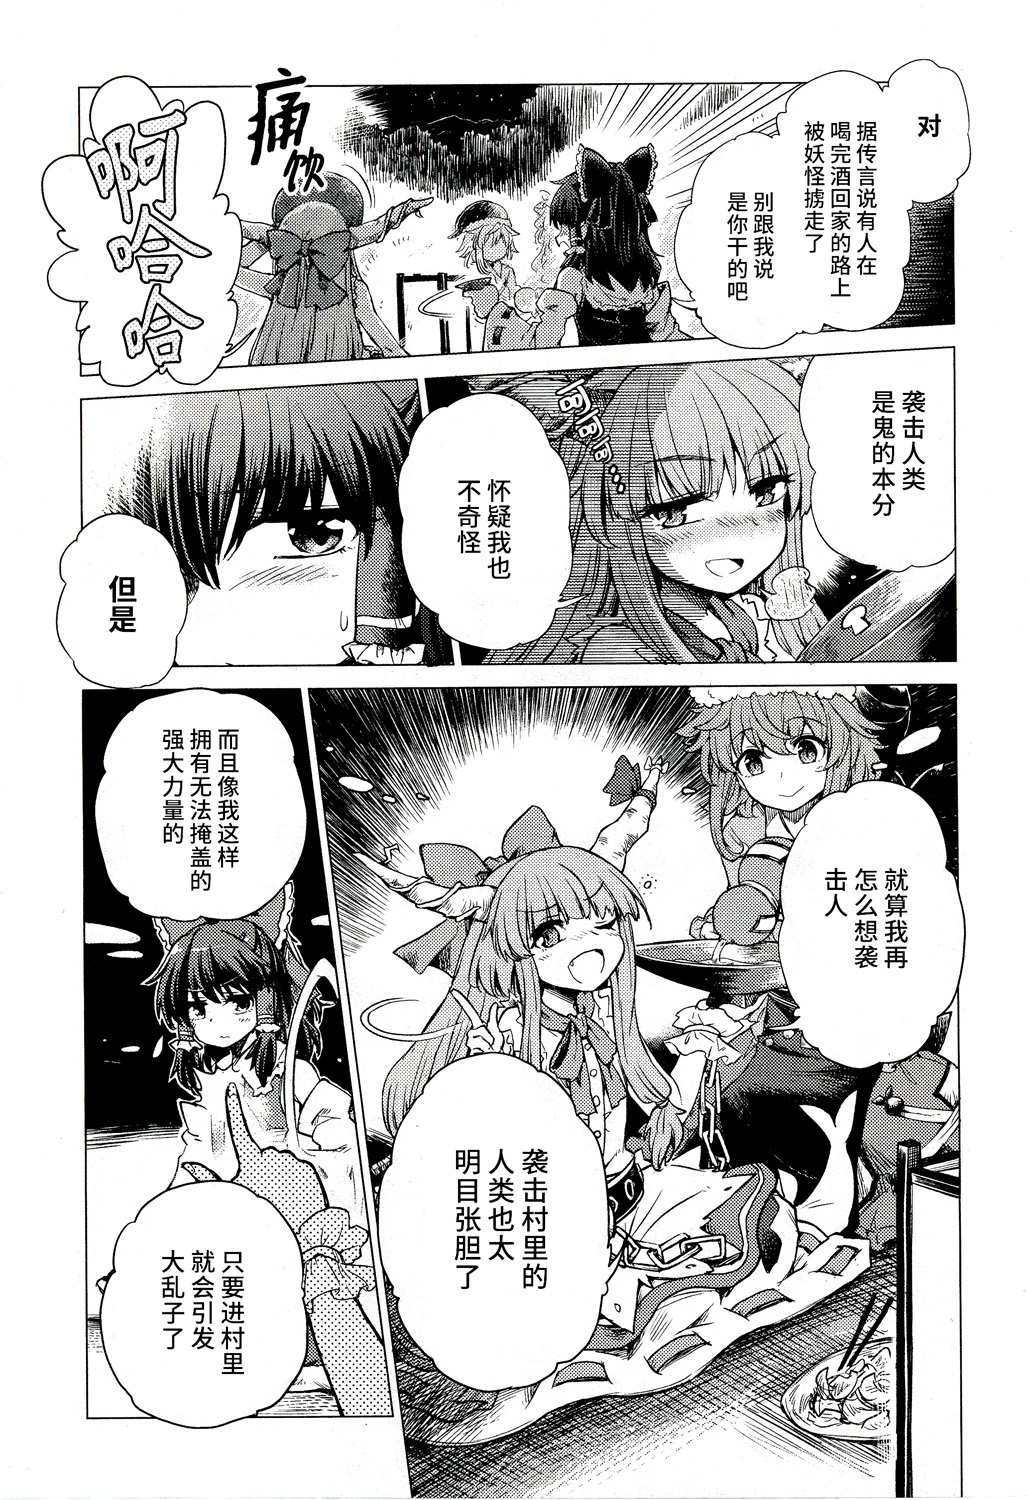 对
据传言说有人在
喝完酒回家的路上
被妖怪掳走了
别跟我说
是你干的吧
痛饮
啊哈哈
袭击人类
是鬼的本分
怀疑我也
不奇怪
但是
就算我再
怎么想袭
击人
袭击村里的
人类也太
明目张胆了
而且像我这样
拥有无法掩盖的
强大力量的
只要进村里
就会引发
大乱子了